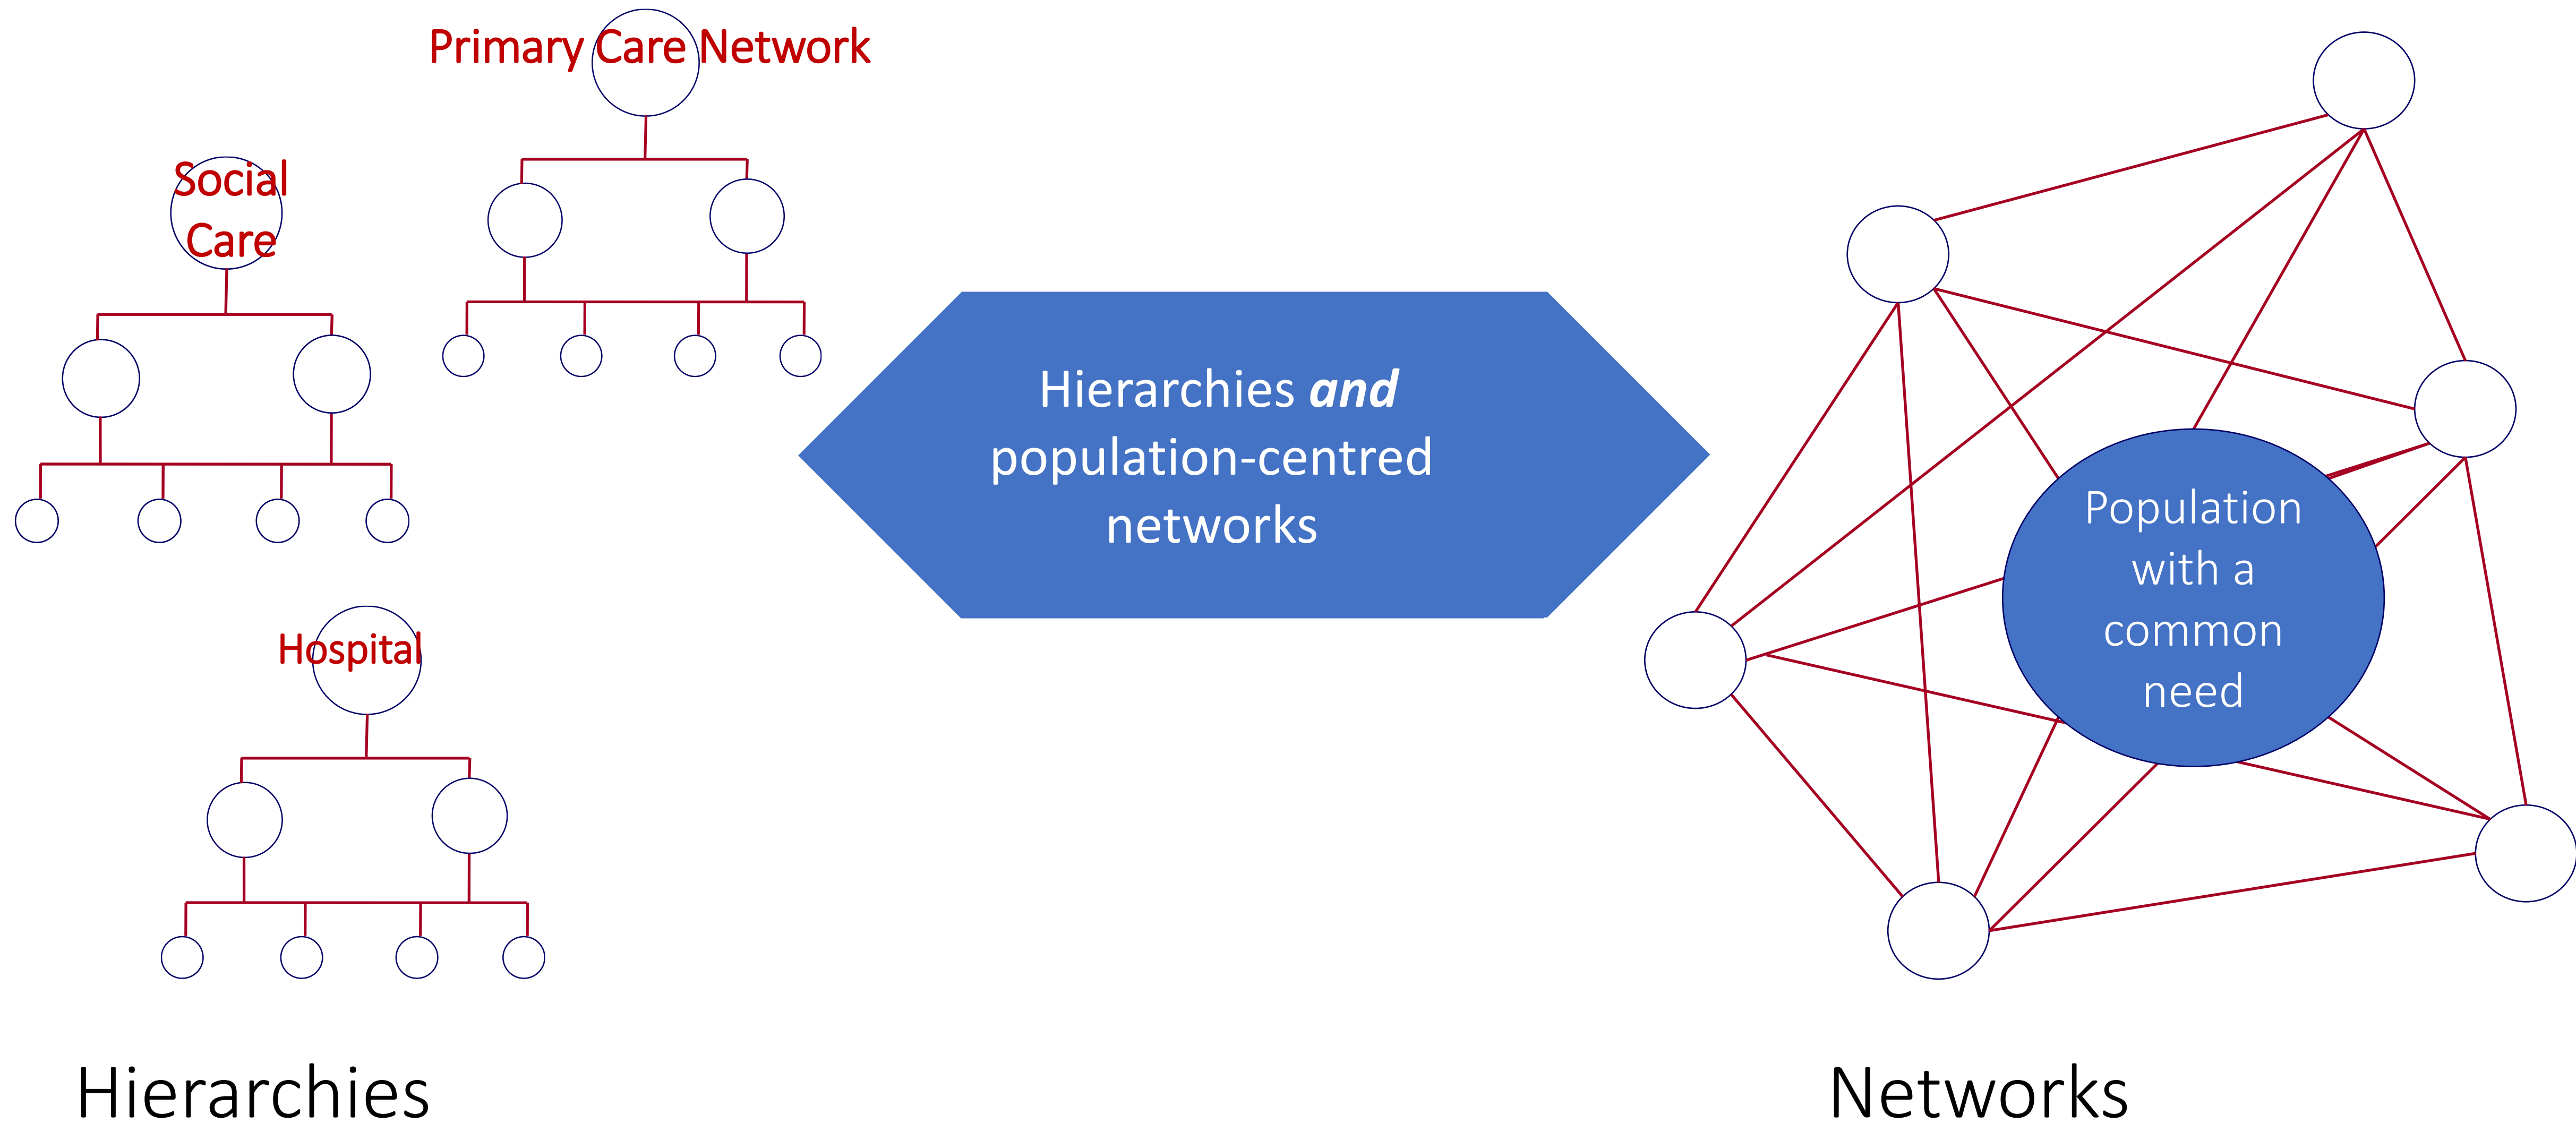 Primary Care Network
Social
Care
Hospital
Hierarchies and
population-centred
networks
Population
with a
common
need
Hierarchies
Networks